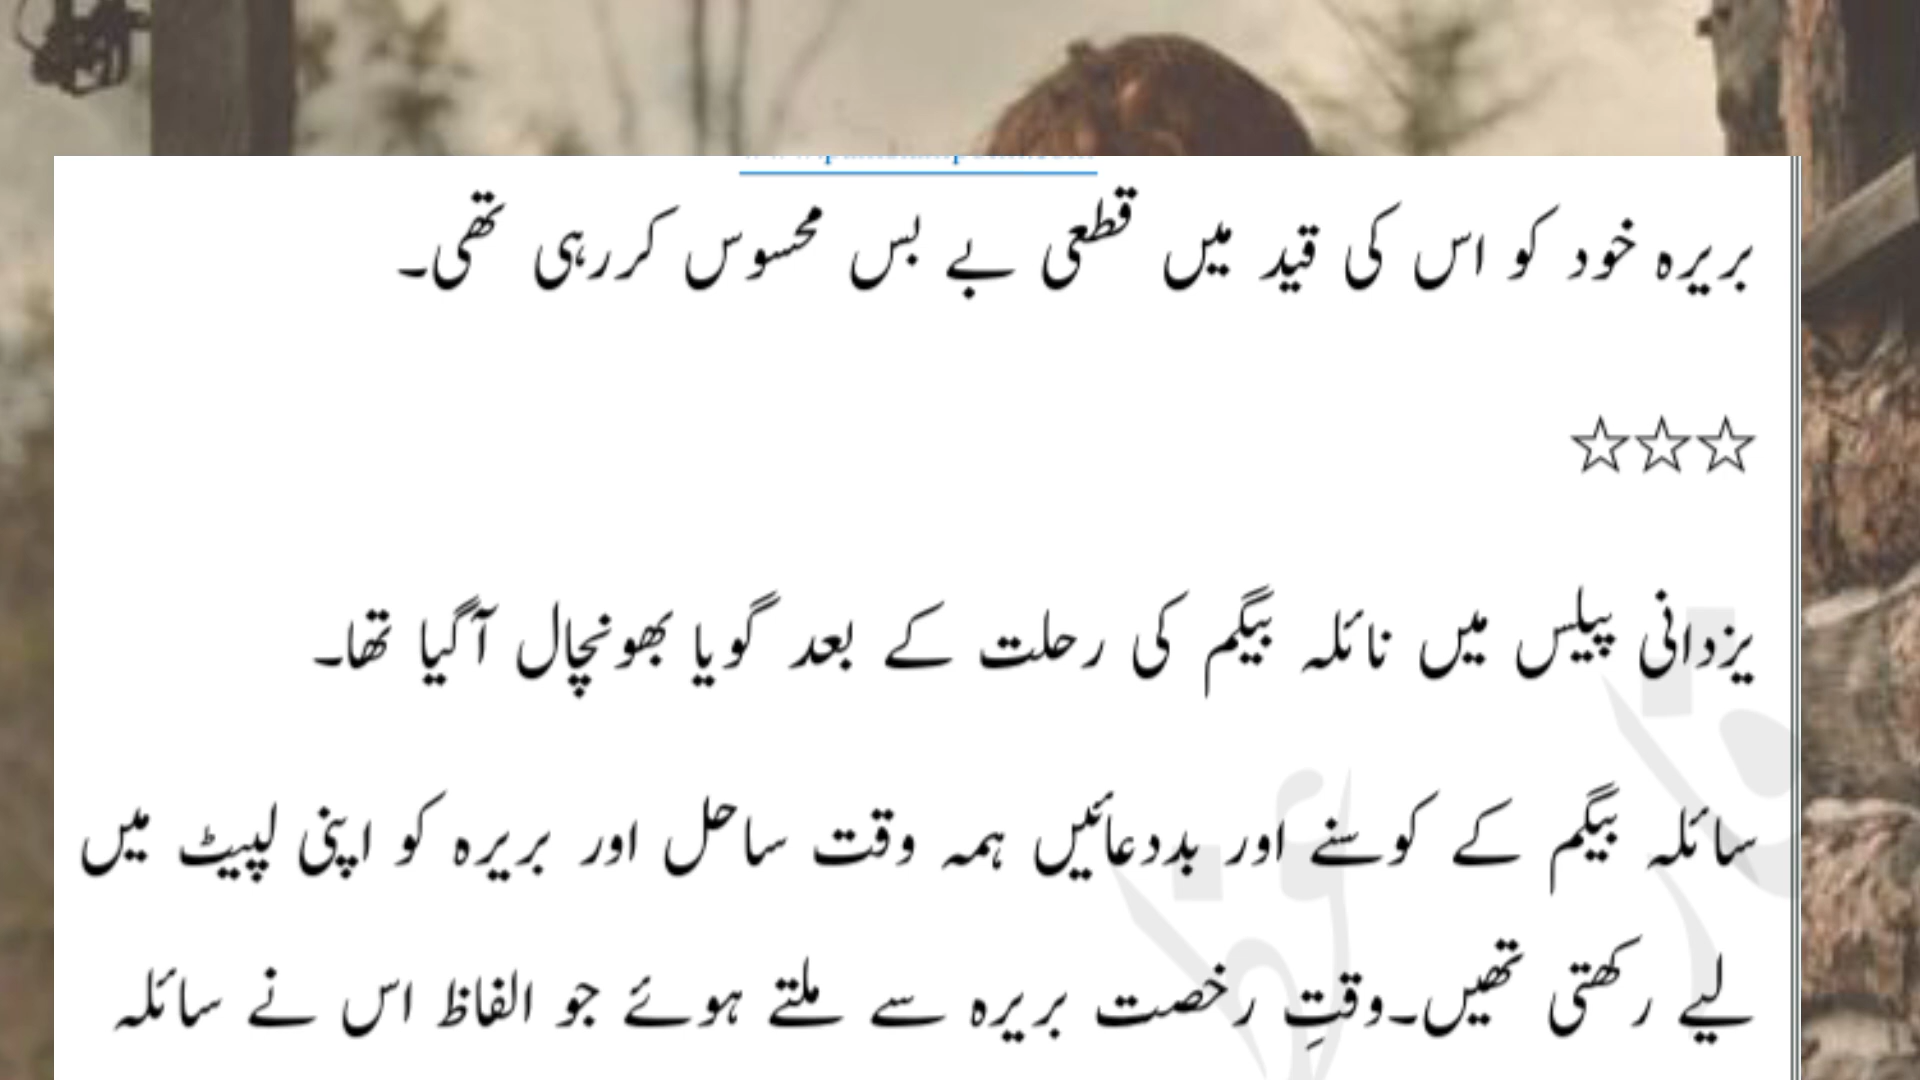 بریرہ خود کو اس کی قید میں قطعی بے بس محسوس کررہی تھی۔
☆☆☆
یزدانی پیلس میں نائلہ بیگم کی رحلت کے بعد گویا بھونچال آگیا تھا۔
سائلہ بیگم کے کوسنے اور بددعائیں ہمہ وقت ساحل اور بریرہ کو اپنی لپیٹ میں
لیے رکھتی تھیں۔وقتِ رخصت بریرہ سے ملتے ہوئے جو الفاظ اس نے سائلہ